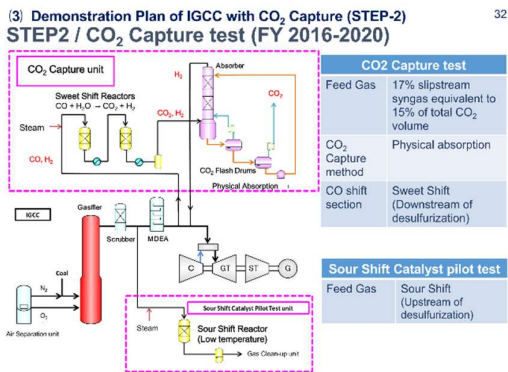 (3) Demonstration Plan of IGCC with CO2 Capture (STEP-2)
32
STEP2 / CO2 Capture test (FY 2016-2020)
CO2 Capture unit
Absorber
H2
CO2
Sweet Shift Reactors
CO + H2O → CO2 + H2
Steam
CO2, H2
CO, H2
CO2 Flash Drums
Physical Absorption
IGCC
Gasifier
Scrubber
MDEA
Coal
N2
O2
Air Separation unit
C
GT
ST
G
Sour Shift Catalyst Pilot Test unit
Steam
Sour Shift Reactor
(Low temperature)
Gas Clean-up unit
CO2 Capture test
Feed Gas
17% slipstream
syngas equivalent to
15% of total CO2
volume
CO2
Capture
method
Physical absorption
CO shift
section
Sweet Shift
(Downstream of
desulfurization)
Sour Shift Catalyst pilot test
Feed Gas
Sour Shift
(Upstream of
desulfurization)